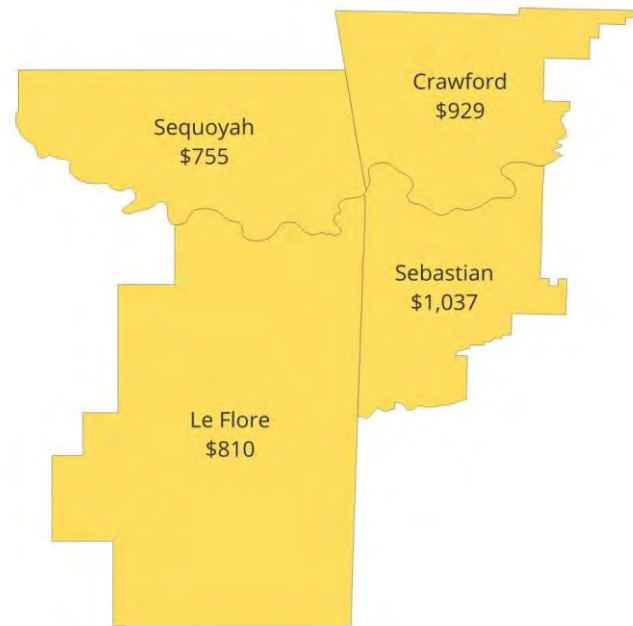 Crawford
$929
Sequoyah
$755
Sebastian
$1,037
Le Flore
$810